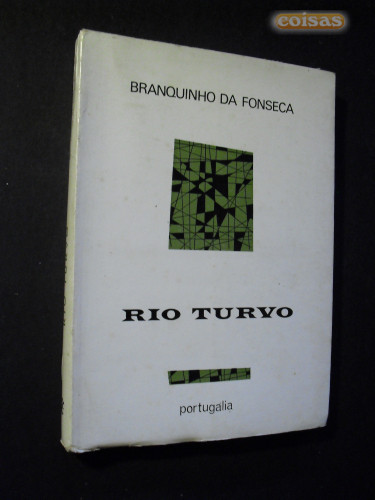 coisas
BRANQUINHO DA FONSECA
RIO TURVO
portugalia